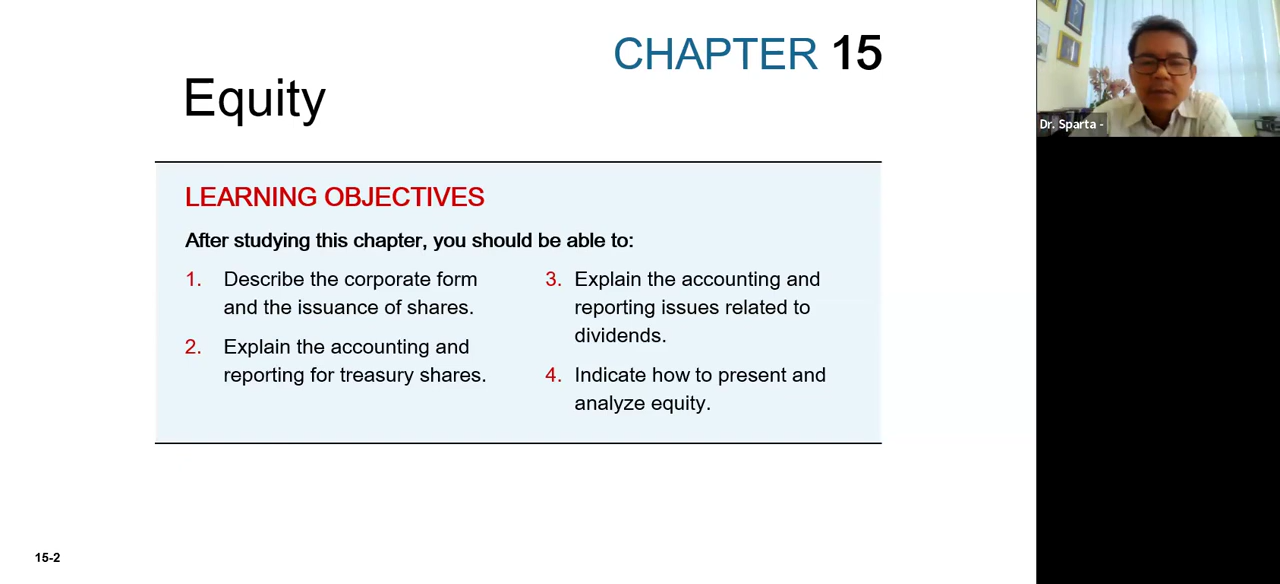 CHAPTER 15
Equity
LEARNING OBJECTIVES
After studying this chapter, you should be able to:
1. Describe the corporate form
and the issuance of shares.
2. Explain the accounting and
reporting for treasury shares.
3. Explain the accounting and
reporting issues related to
dividends.
4. Indicate how to present and
analyze equity.
15-2
Dr. Sparta -